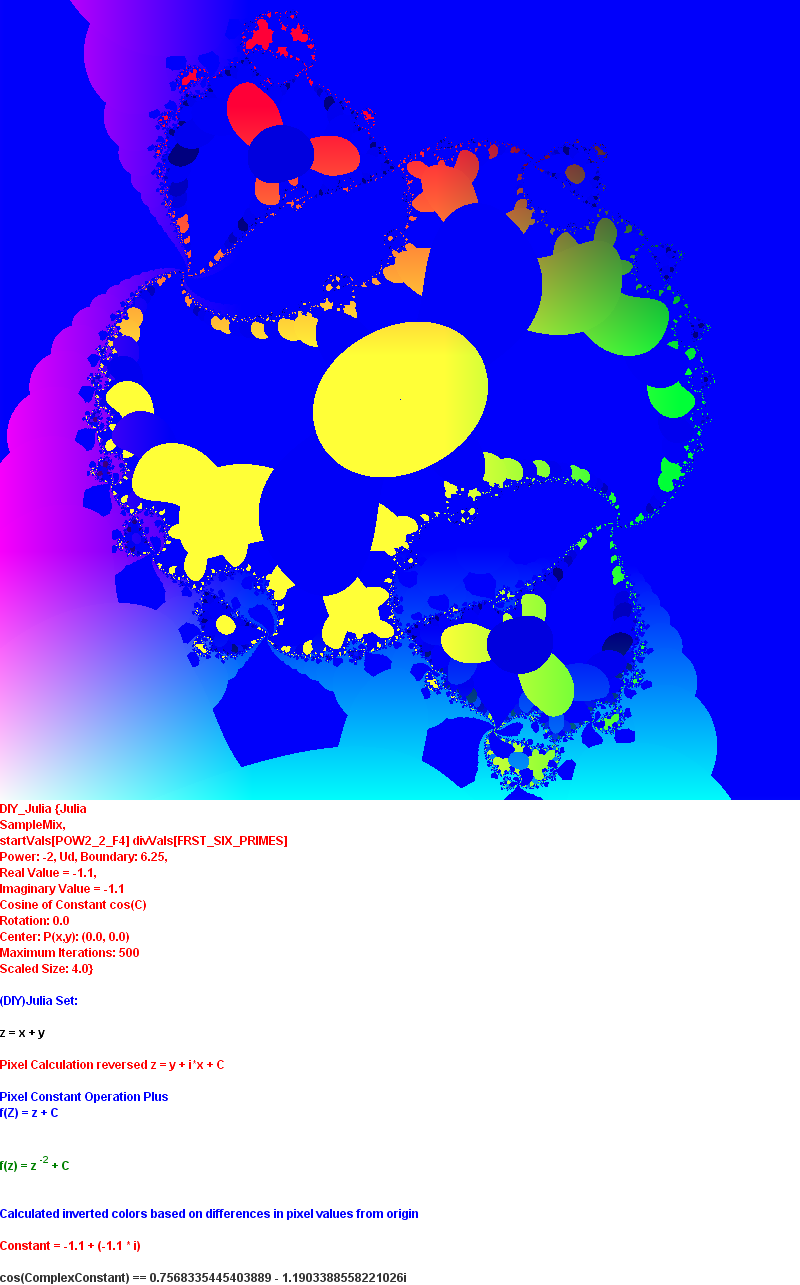 DIY_Julia {Julia
SampleMix,
startVals[POW2_2_F4] divVals[FRST_SIX_PRIMES]
Power: -2, Ud, Boundary: 6.25,
Real Value = -1.1,
Imaginary Value = -1.1
Cosine of Constant cos(C)
Rotation: 0.0
Center: P(x,y): (0.0, 0.0)
Maximum Iterations: 500
Scaled Size: 4.0}
(DIY)Julia Set:
z = x + y
Pixel Calculation reversed z = y + i*x + C
Pixel Constant Operation Plus
f(Z) = z + C
f(z) = z -2 + C
Calculated inverted colors based on differences in pixel values from origin
Constant = -1.1 + (-1.1 * i)
cos(ComplexConstant) == 0.7568335445403889 - 1.1903388558221026i